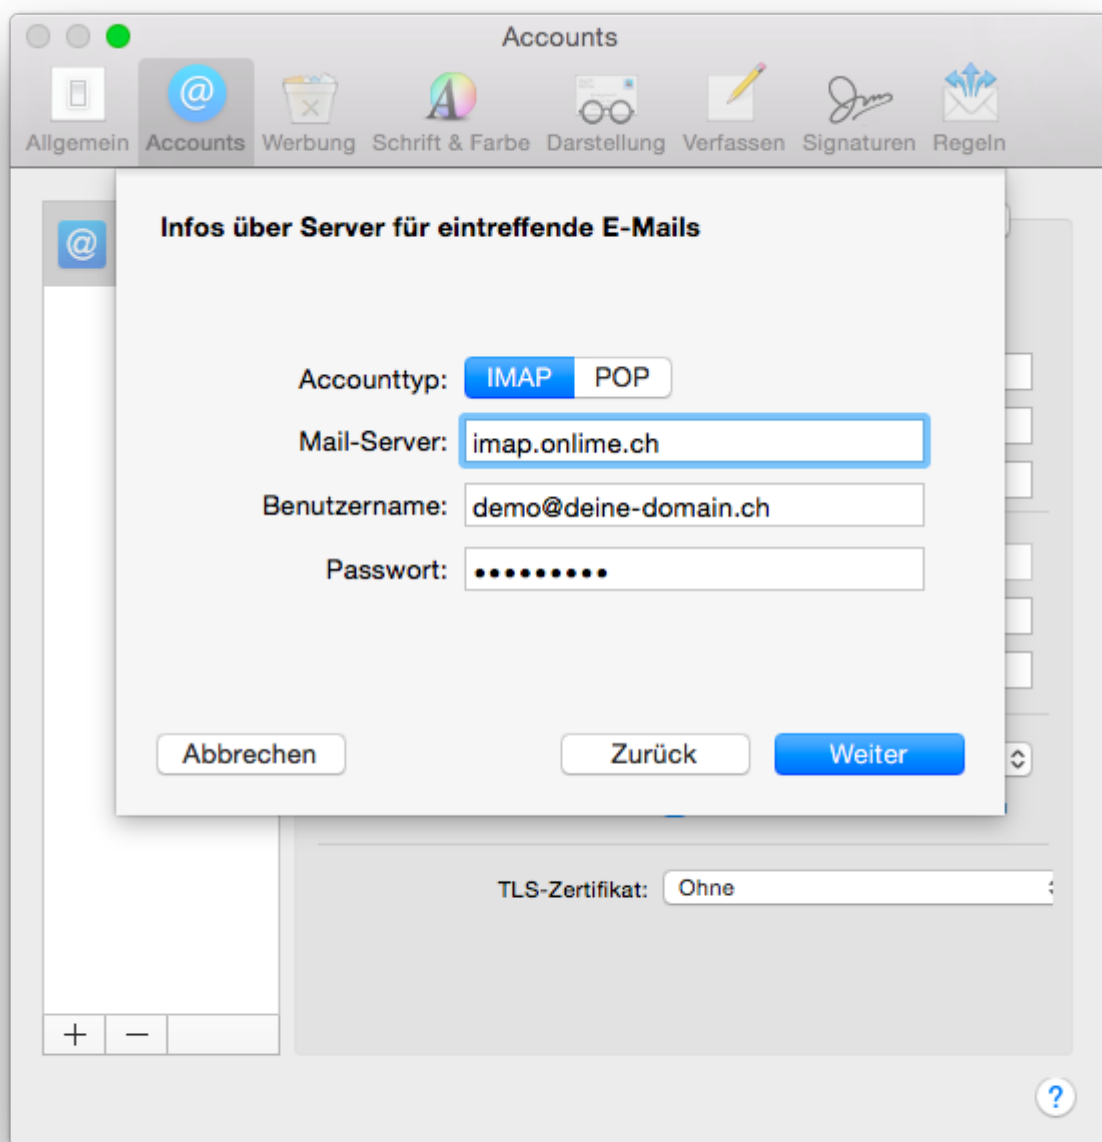 Accounts
Allgemein Accounts Werbung Schrift & Farbe Darstellung Verfassen Signaturen Regeln
Infos über Server für eintreffende E-Mails
Accounttyp: IMAP POP
Mail-Server: imap.onlime.ch
Benutzername: demo@deine-domain.ch
Passwort: •••••••••
Abbrechen Zurück Weiter
TLS-Zertifikat: Ohne
+ −
?